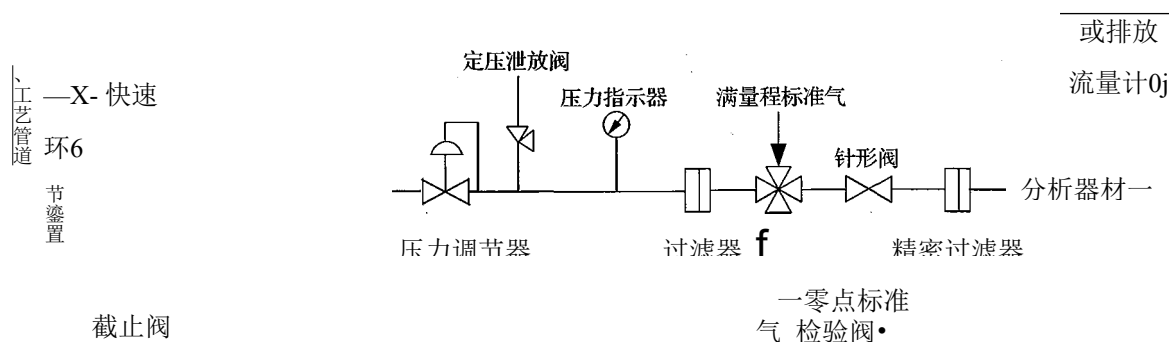 或排放
定压泄放阀
、工艺管道
—X- 快速
压力指示器
满量程标准气
流量计0j
环6
针形阀
节鎏置
分析器材一
压力调节器
过滤器 f
精密过滤器
一零点标准
截止阀
气 检验阀•